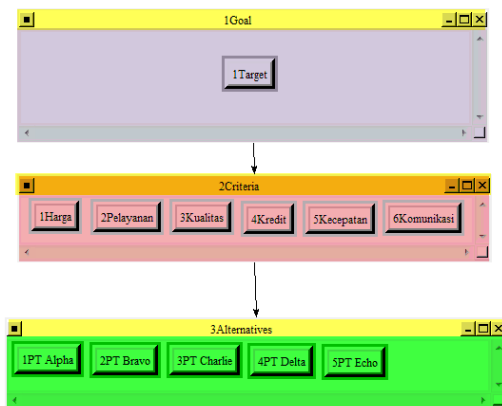 1Goal
1Target
2Criteria
1Harga 2Pelayanan 3Kualitas 4Kredit 5Kecepatan 6Komunikasi
3Alternatives
1PT Alpha 2PT Bravo 3PT Charlie 4PT Delta 5PT Echo